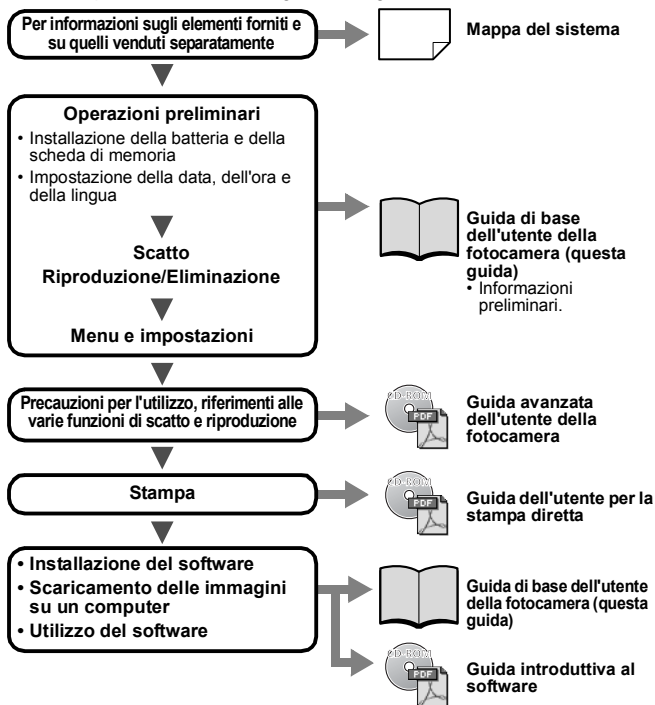 Per informazioni sugli elementi forniti e
su quelli venduti separatamente
Mappa del sistema
Operazioni preliminari
• Installazione della batteria e della
scheda di memoria
• Impostazione della data, dell'ora e
della lingua
Scatto
Riproduzione/Eliminazione
Menu e impostazioni
Guida di base
dell'utente della
fotocamera (questa
guida)
• Informazioni
preliminari.
Precauzioni per l'utilizzo, riferimenti alle
varie funzioni di scatto e riproduzione
CD-ROM
PDF
Guida avanzata
dell'utente della
fotocamera
Stampa
CD-ROM
PDF
Guida dell'utente per la
stampa diretta
• Installazione del software
• Scaricamento delle immagini
su un computer
• Utilizzo del software
Guida di base dell'utente
della fotocamera (questa
guida)
CD-ROM
PDF
Guida introduttiva al
software